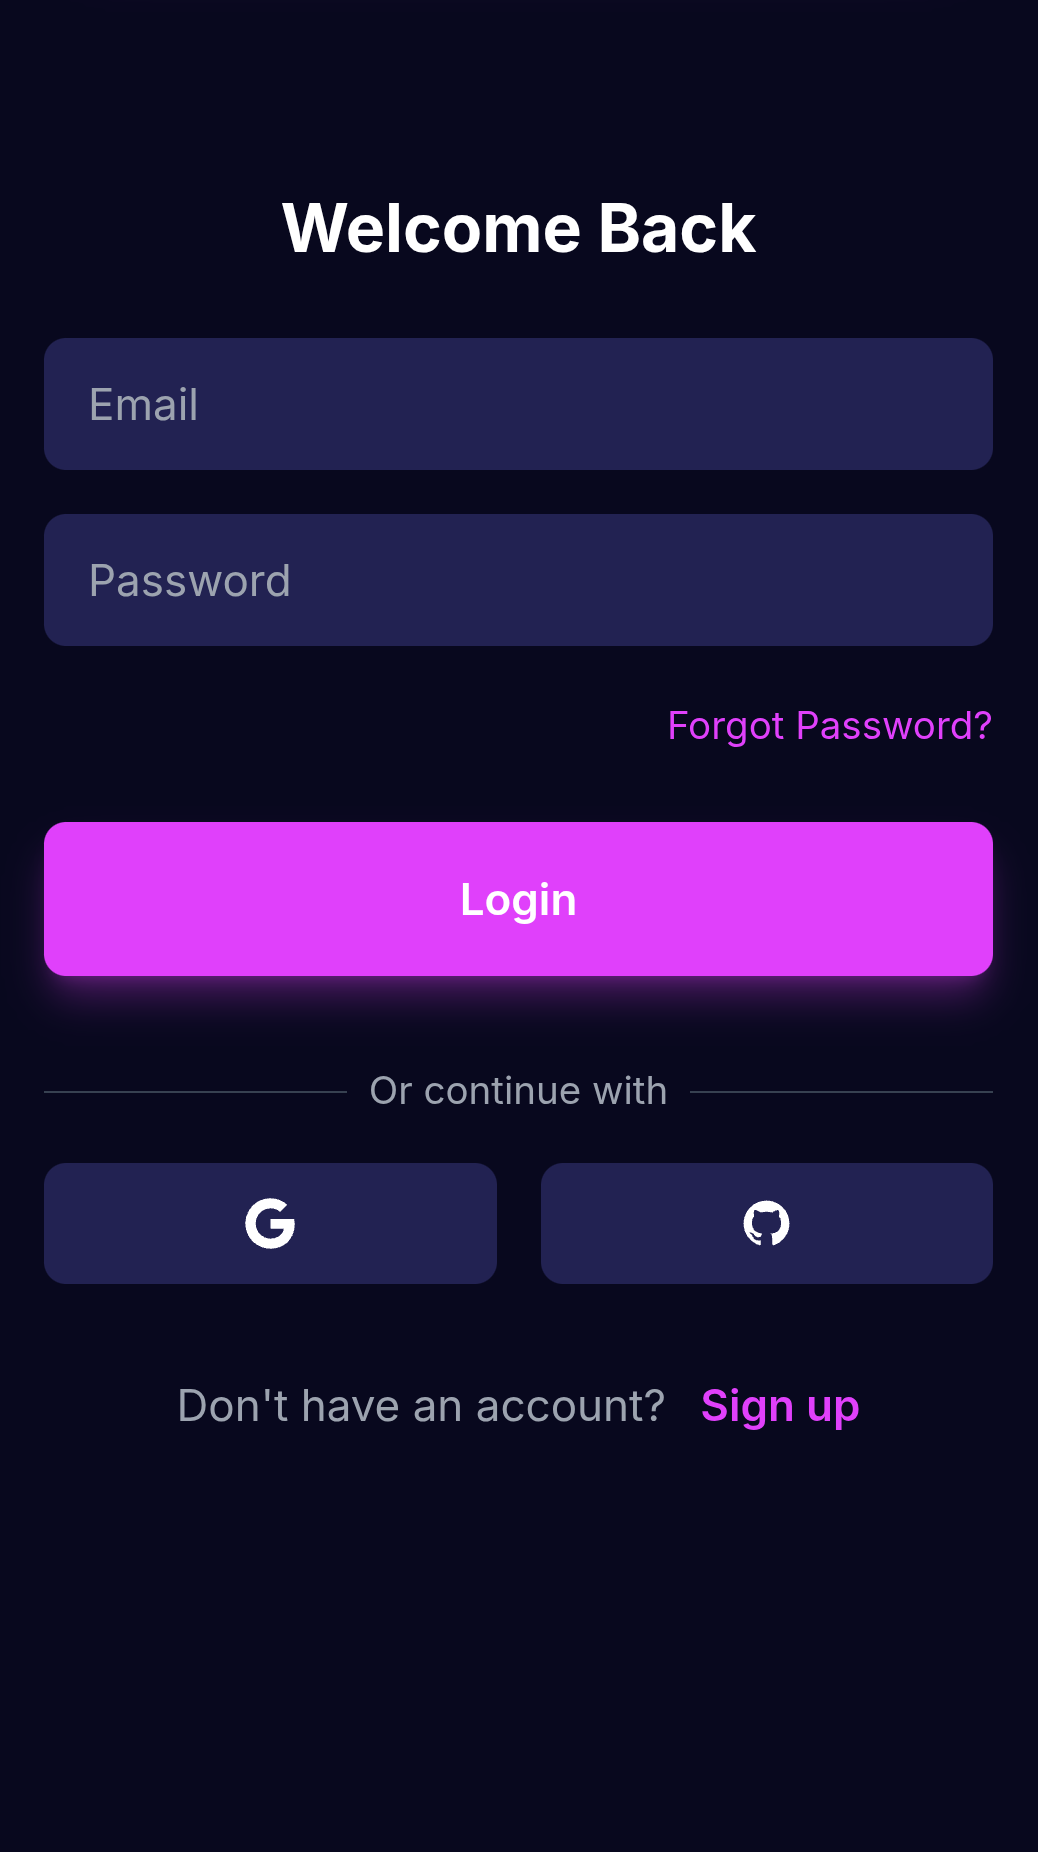 Welcome Back
Email
Password
Forgot Password?
Login
Or continue with
Don't have an account? Sign up